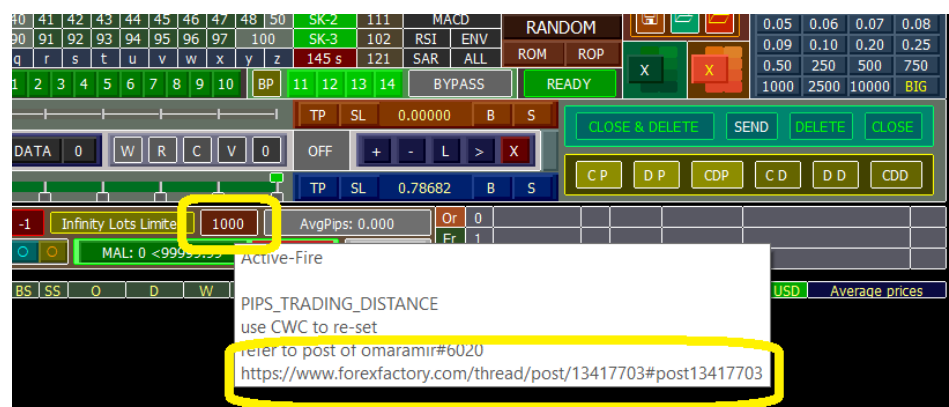 40 41 42 43 44 45 46 47 48 50 SK-2 111 MACD RANDOM 0.05 0.06 0.07 0.08
90 91 92 93 94 95 96 97 100 SK-3 102 RSI ENV 0.09 0.10 0.20 0.25
q r s t u v w x y z 145 s 121 SAR ALL ROM ROP X X 0.50 250 500 750
1 2 3 4 5 6 7 8 9 10 BP 11 12 13 14 BYPASS READY 1000 2500 10000 BIG
TP SL 0.00000 B S
CLOSE & DELETE SEND DELETE CLOSE
DATA 0 W R C V 0 OFF + - L > X
C P D P CDP C D D D CDD
TP SL 0.78682 B S
-1 Infinity Lots Limite 1000 AvgPips: 0.000 Or 0
MAL: 0 <99999.99 Er 1
Active-Fire
BS SS O D W USD Average prices
PIPS_TRADING_DISTANCE
use CWC to re-set
refer to post of omaramir#6020
https://www.forexfactory.com/thread/post/13417703#post13417703